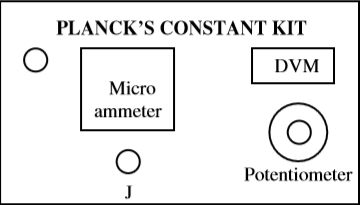 PLANCK'S CONSTANT KIT
DVM
Micro
ammeter
Potentiometer
J